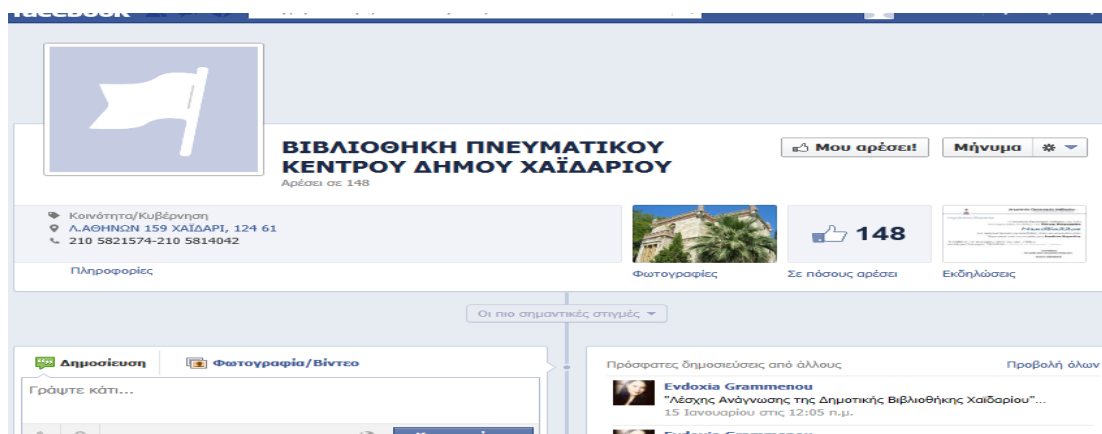 facebook
ΒΙΒΛΙΟΘΗΚΗ ΠΝΕΥΜΑΤΙΚΟΥ
ΚΕΝΤΡΟΥ ΔΗΜΟΥ ΧΑΪΔΑΡΙΟΥ
Αρέσει σε 148
Μου αρέσει!
Μήνυμα
Κοινότητα/Κυβέρνηση
Λ.ΑΘΗΝΩΝ 159 ΧΑΪΔΑΡΙ, 124 61
210 5821574-210 5814042
Πληροφορίες
148
Φωτογραφίες
Σε πόσους αρέσει
Εκδηλώσεις
Οι πιο σημαντικές στιγμές
Δημοσίευση
Φωτογραφία/Βίντεο
Γράψτε κάτι...
Πρόσφατες δημοσιεύσεις από άλλους
Προβολή όλων
Evdoxia Grammenou
"Λέσχης Ανάγνωσης της Δημοτικής Βιβλιοθήκης Χαϊδαρίου"...
15 Ιανουαρίου στις 12:05 π.μ.
Evdoxia Grammenou